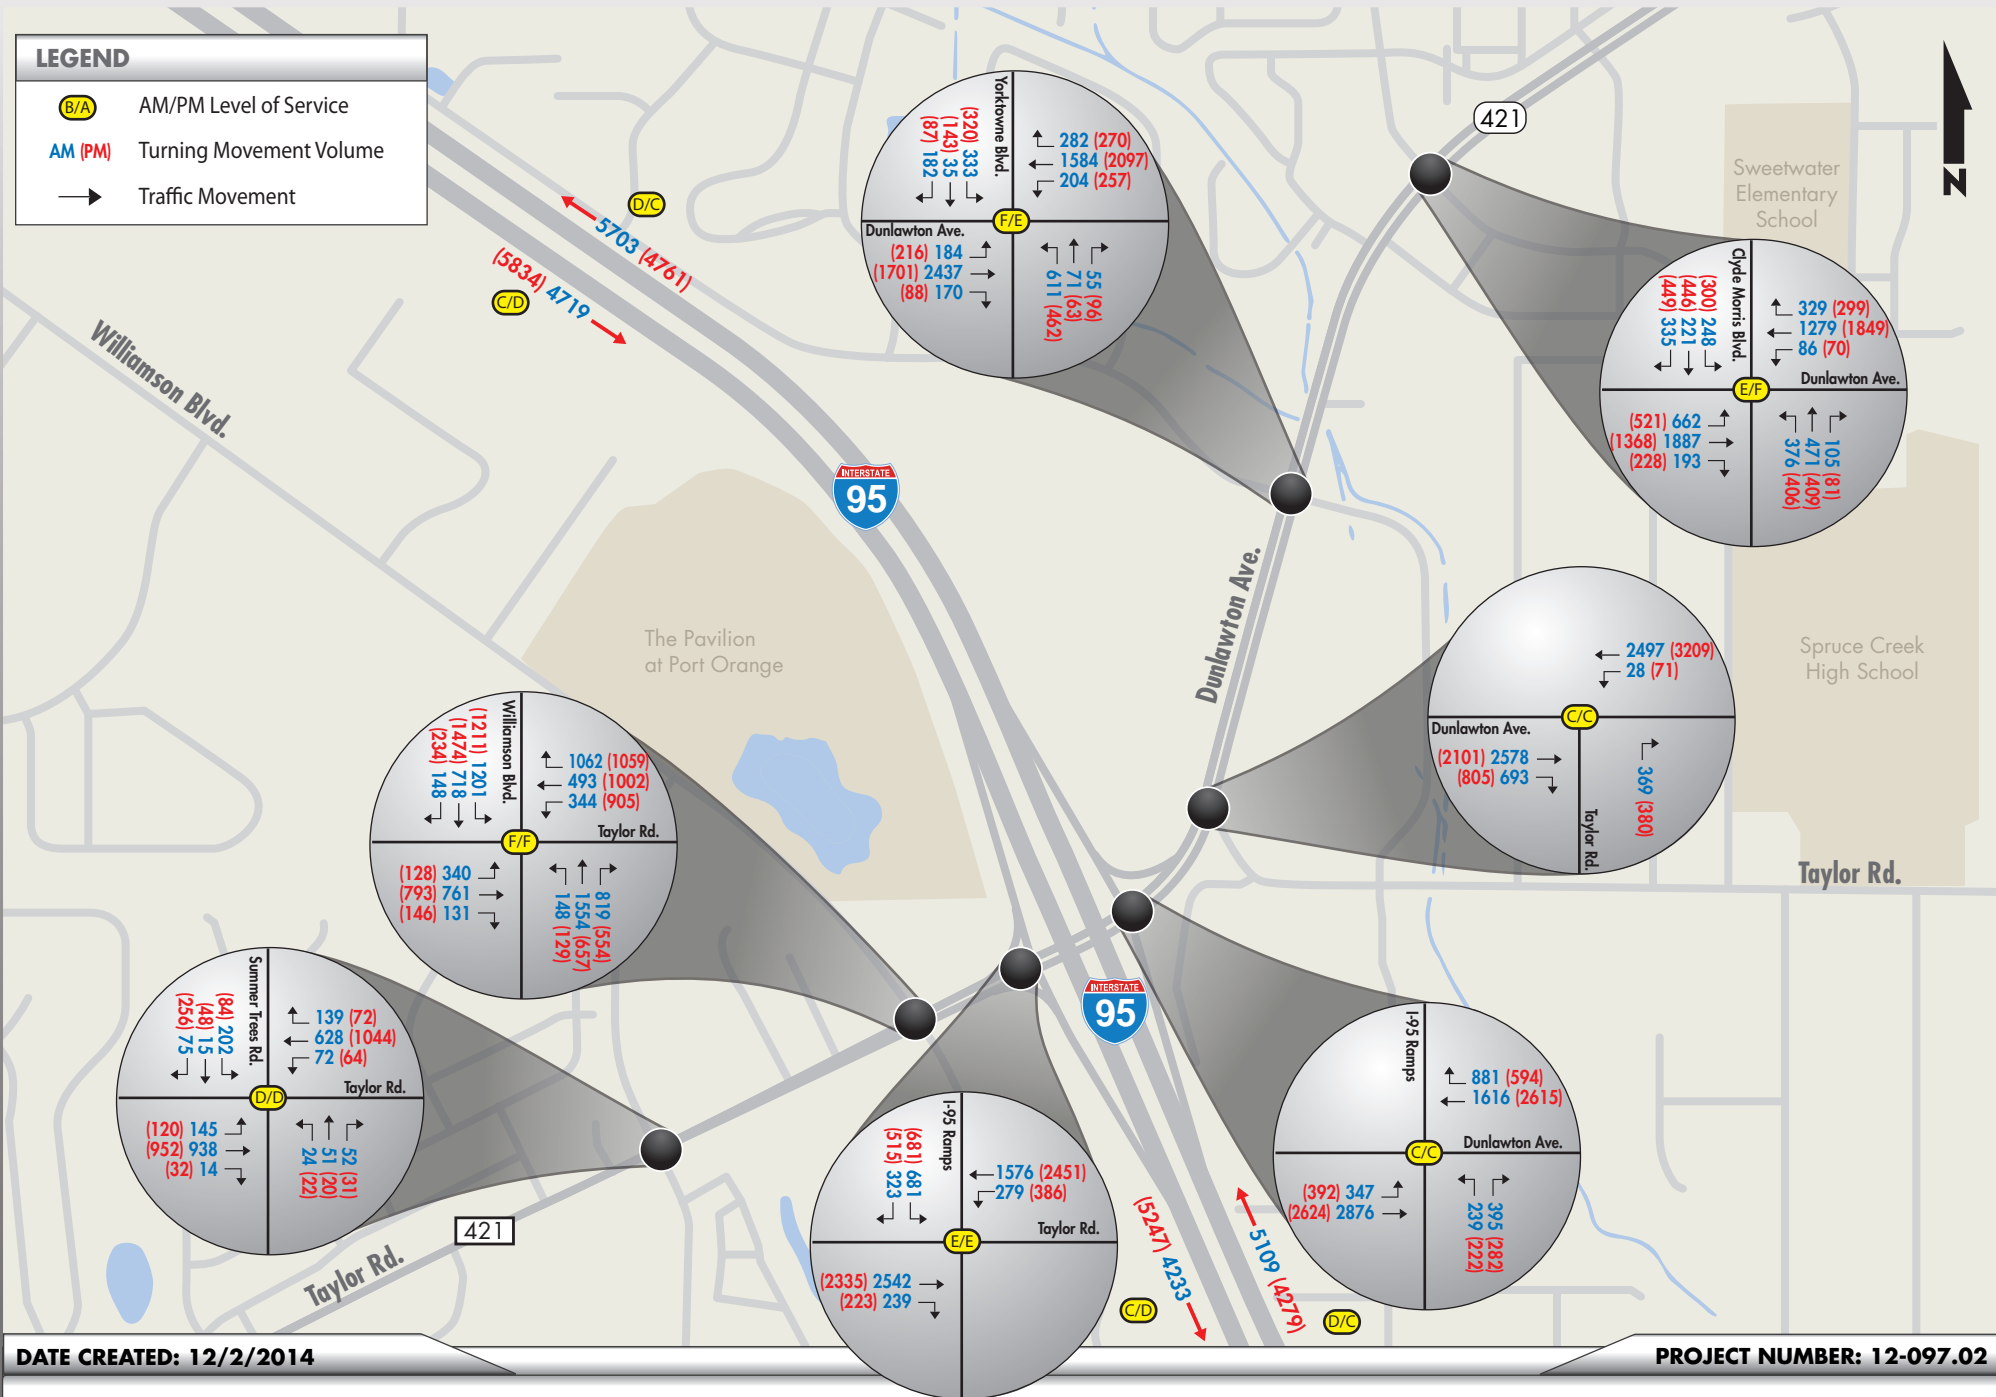 LEGEND
B/A AM/PM Level of Service
AM (PM) Turning Movement Volume
Traffic Movement
D/C
5703 (4761)
(5834) 4719
C/D
Williamson Blvd.
INTERSTATE
95
The Pavilion
at Port Orange
Dunlawton Ave.
421
Sweetwater
Elementary
School
N
Spruce Creek
High School
Taylor Rd.
Yorktowne Blvd.
(320) 333
(143) 35
(87) 182
282 (270)
1584 (2097)
204 (257)
F/E
Dunlawton Ave.
(216) 184
(1701) 2437
(88) 170
611 (462)
71 (63)
55 (96)
Clyde Morris Blvd.
(300) 248
(446) 221
(449) 335
329 (299)
1279 (1849)
86 (70)
Dunlawton Ave.
E/F
(521) 662
(1368) 1887
(228) 193
376 (406)
471 (409)
105 (81)
2497 (3209)
28 (71)
C/C
Dunlawton Ave.
(2101) 2578
(805) 693
Taylor Rd.
369 (380)
Williamson Blvd.
(1211) 1201
(1474) 718
(234) 148
1062 (1059)
493 (1002)
344 (905)
Taylor Rd.
F/F
(128) 340
(793) 761
(146) 131
148 (129)
1554 (657)
819 (554)
Summer Trees Rd.
(84) 202
(48) 15
(256) 75
139 (72)
628 (1044)
72 (64)
Taylor Rd.
D/D
(120) 145
(952) 938
(32) 14
24 (22)
51 (20)
52 (31)
I-95 Ramps
(681) 681
(515) 323
1576 (2451)
279 (386)
Taylor Rd.
E/E
(2335) 2542
(223) 239
INTERSTATE
95
I-95 Ramps
881 (594)
1616 (2615)
Dunlawton Ave.
C/C
(392) 347
(2624) 2876
239 (222)
395 (282)
421
Taylor Rd.
(5247) 4233
C/D
5109 (4279)
D/C
DATE CREATED: 12/2/2014
PROJECT NUMBER: 12-097.02